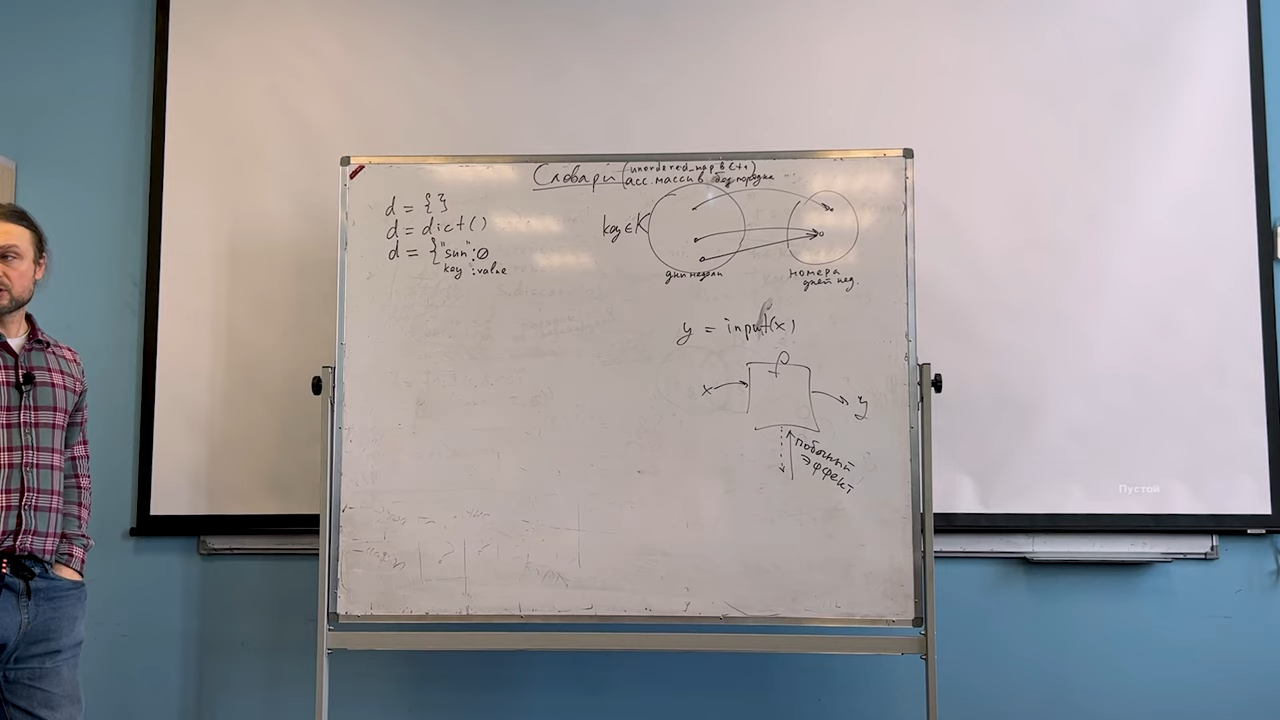 Словари (unordered_map в C++)
асс. массив без порядка
d = {}
d = dict()
d = {"sun":0
key : value
key ∈ K
дни недели
номера
дней нед.
y = input(x)
x
f
y
побочный
эффект
Пустой